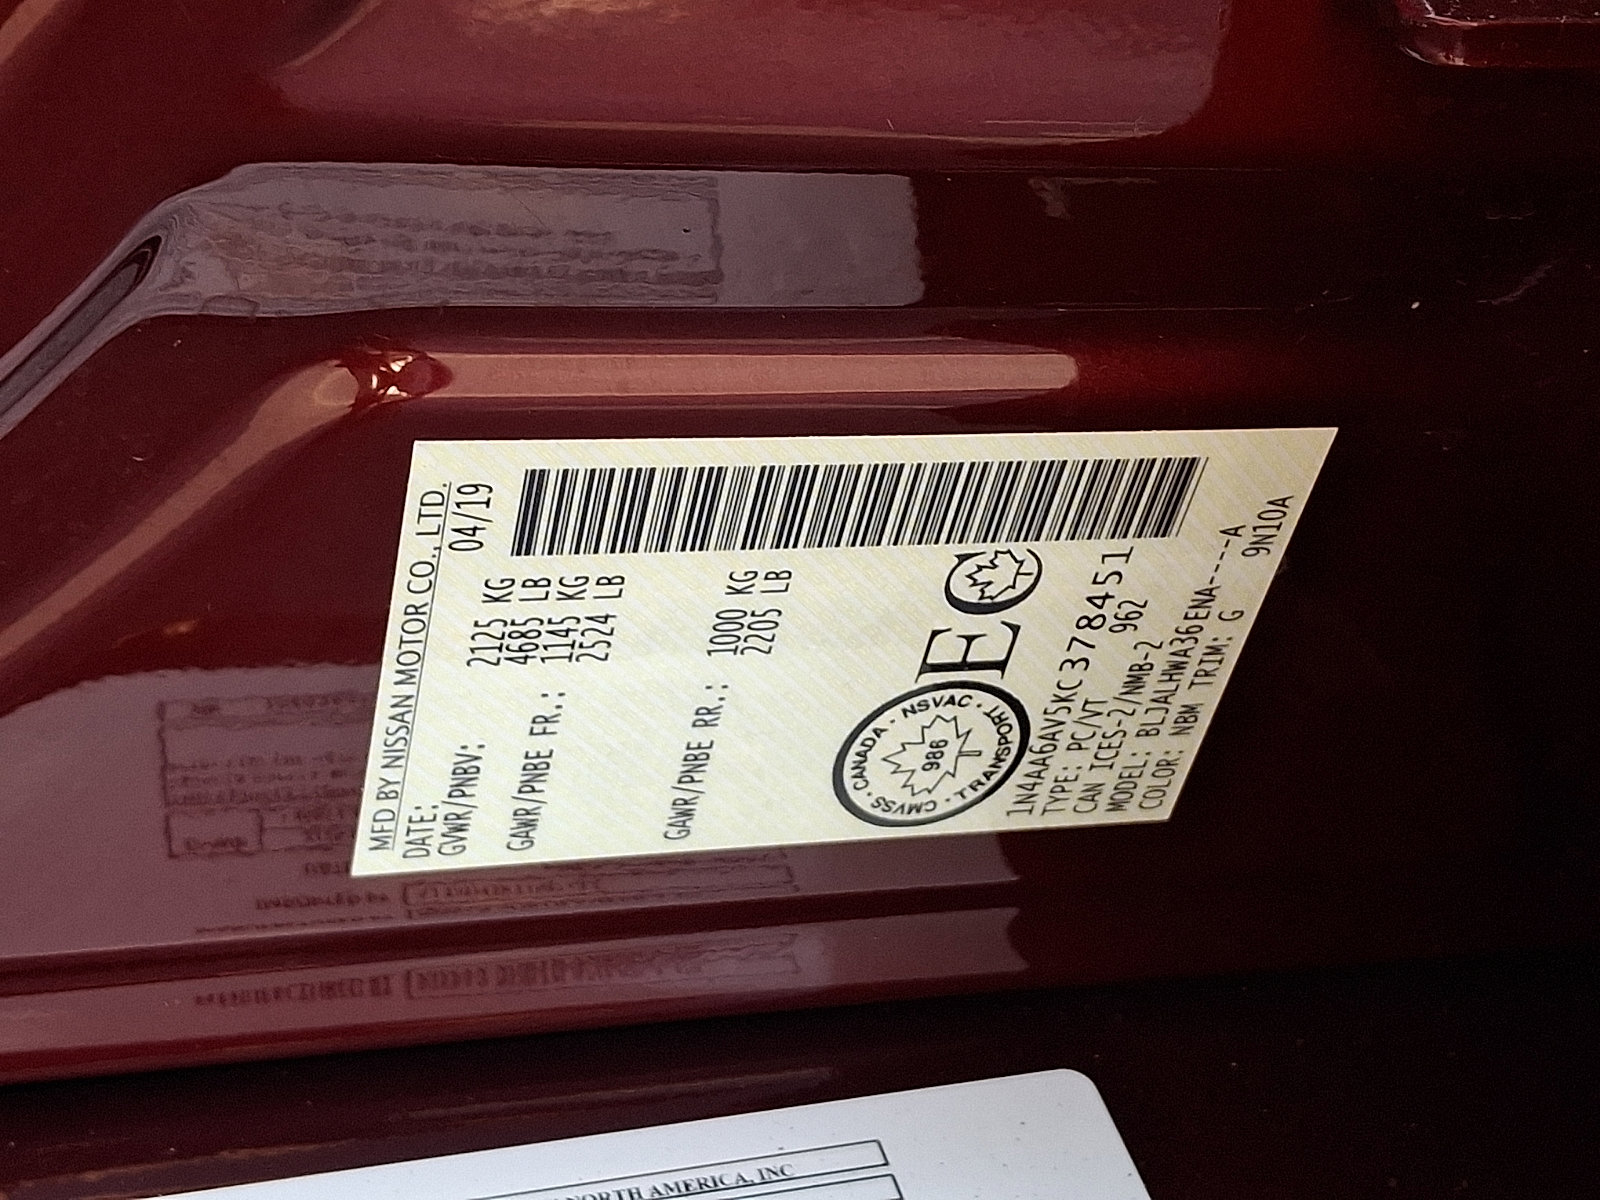 MFD BY NISSAN MOTOR CO., LTD.
DATE: 04/19
GVWR/PNBV: 2125 KG
4685 LB
GAWR/PNBE FR.: 1145 KG
2524 LB
GAWR/PNBE RR.: 1000 KG
2205 LB
CANADA · NSVAC · TRANSPORT · CMVSS ·
986
EC
1N4AA6AV5KC378451
TYPE: PC/VT 962
CAN ICES-2/NMB-2
MODEL: BLJALHWA36ENA-----A
COLOR: NBM TRIM: G 9N10A
NORTH AMERICA, INC